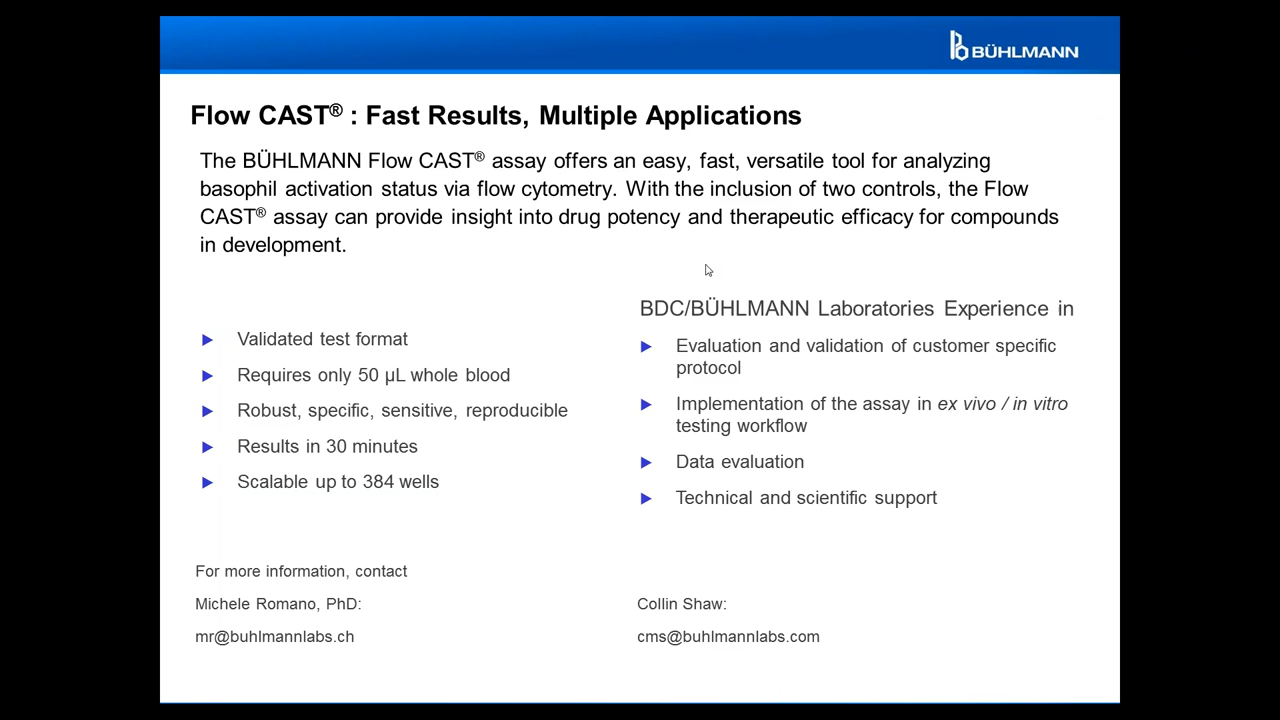 BÜHLMANN
Flow CAST® : Fast Results, Multiple Applications
The BÜHLMANN Flow CAST® assay offers an easy, fast, versatile tool for analyzing
basophil activation status via flow cytometry. With the inclusion of two controls, the Flow
CAST® assay can provide insight into drug potency and therapeutic efficacy for compounds
in development.
Validated test format
Requires only 50 µL whole blood
Robust, specific, sensitive, reproducible
Results in 30 minutes
Scalable up to 384 wells
BDC/BÜHLMANN Laboratories Experience in
Evaluation and validation of customer specific
protocol
Implementation of the assay in ex vivo / in vitro
testing workflow
Data evaluation
Technical and scientific support
For more information, contact
Michele Romano, PhD:
mr@buhlmannlabs.ch
Collin Shaw:
cms@buhlmannlabs.com